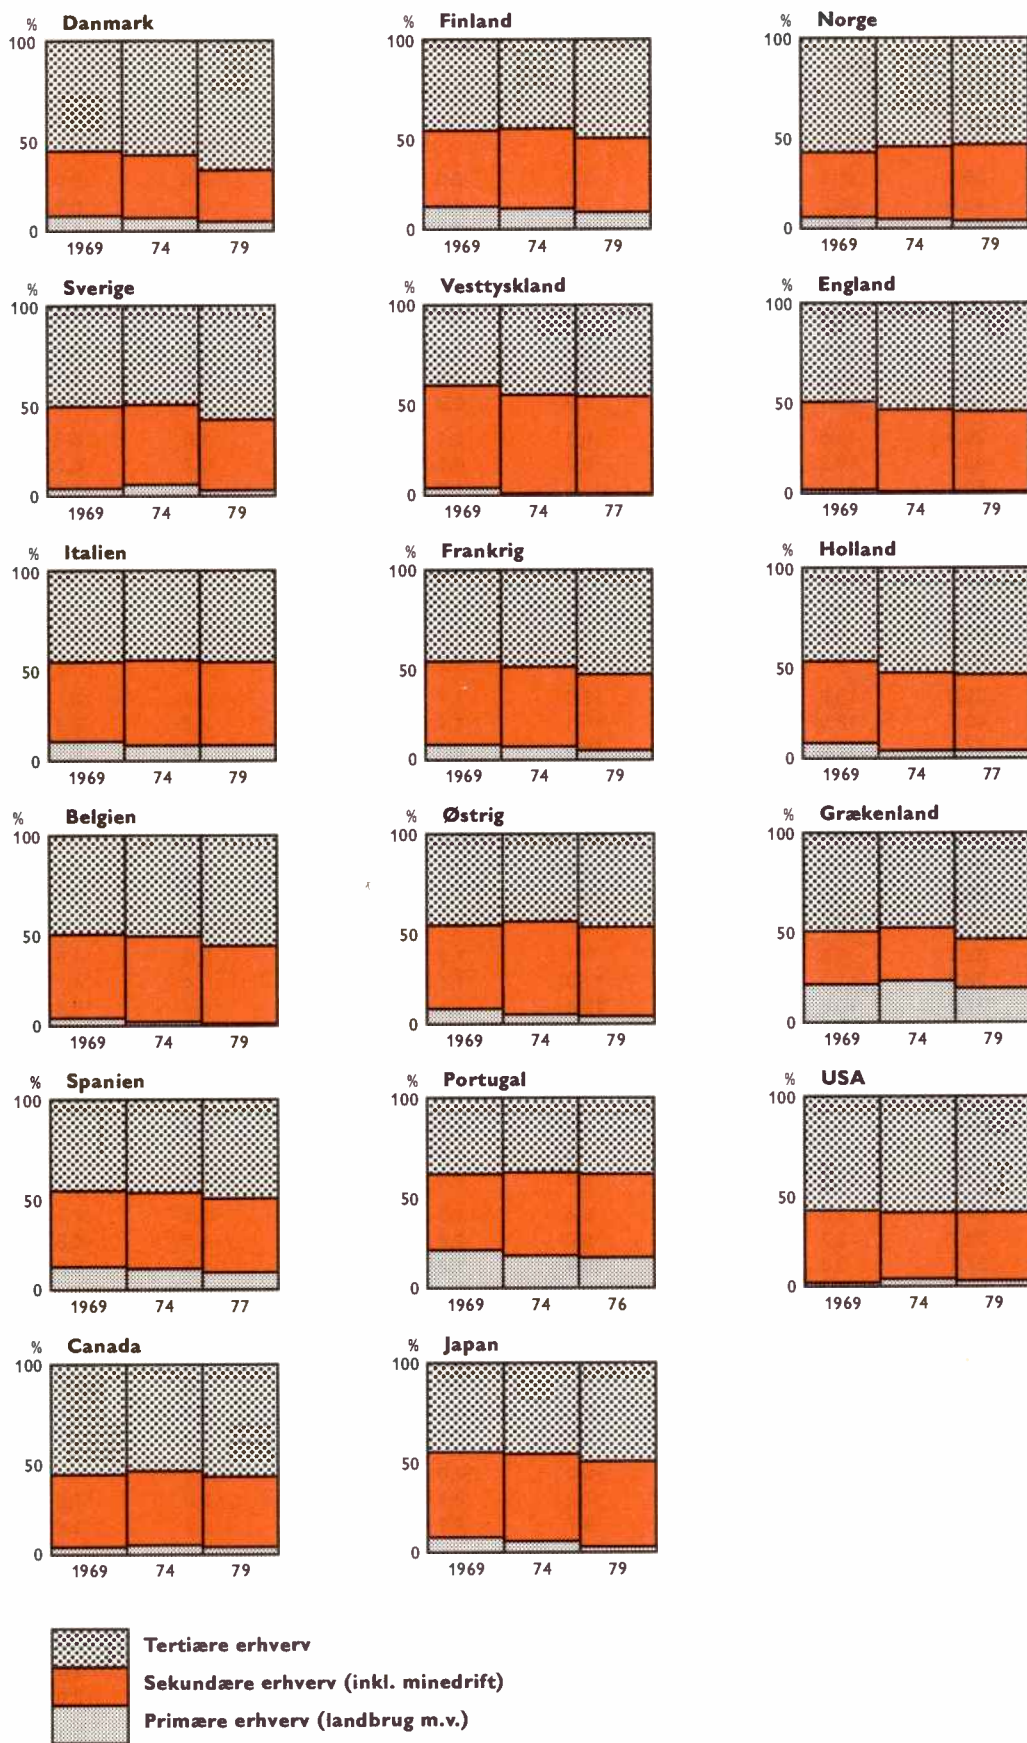 % Danmark
100
50
0
1969 74 79
% Finland
100
50
0
1969 74 79
% Norge
100
50
0
1969 74 79
% Sverige
100
50
0
1969 74 79
% Vesttyskland
100
50
0
1969 74 77
% England
100
50
0
1969 74 79
% Italien
100
50
0
1969 74 79
% Frankrig
100
50
0
1969 74 79
% Holland
100
50
0
1969 74 77
% Belgien
100
50
0
1969 74 79
% Østrig
100
50
0
1969 74 79
% Grækenland
100
50
0
1969 74 79
% Spanien
100
50
0
1969 74 77
% Portugal
100
50
0
1969 74 76
% USA
100
50
0
1969 74 79
% Canada
100
50
0
1969 74 79
% Japan
100
50
0
1969 74 79
Tertiære erhverv
Sekundære erhverv (inkl. minedrift)
Primære erhverv (landbrug m.v.)